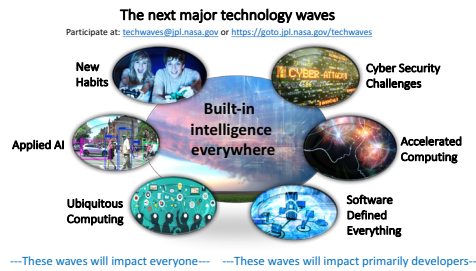 The next major technology waves
Participate at: techwaves@jpl.nasa.gov or https://goto.jpl.nasa.gov/techwaves
New
Habits
CYBER-ATTACK
Cyber Security
Challenges
Built-in
intelligence
everywhere
Applied AI
Accelerated
Computing
Ubiquitous
Computing
Software
Defined
Everything
---These waves will impact everyone---
---These waves will impact primarily developers---